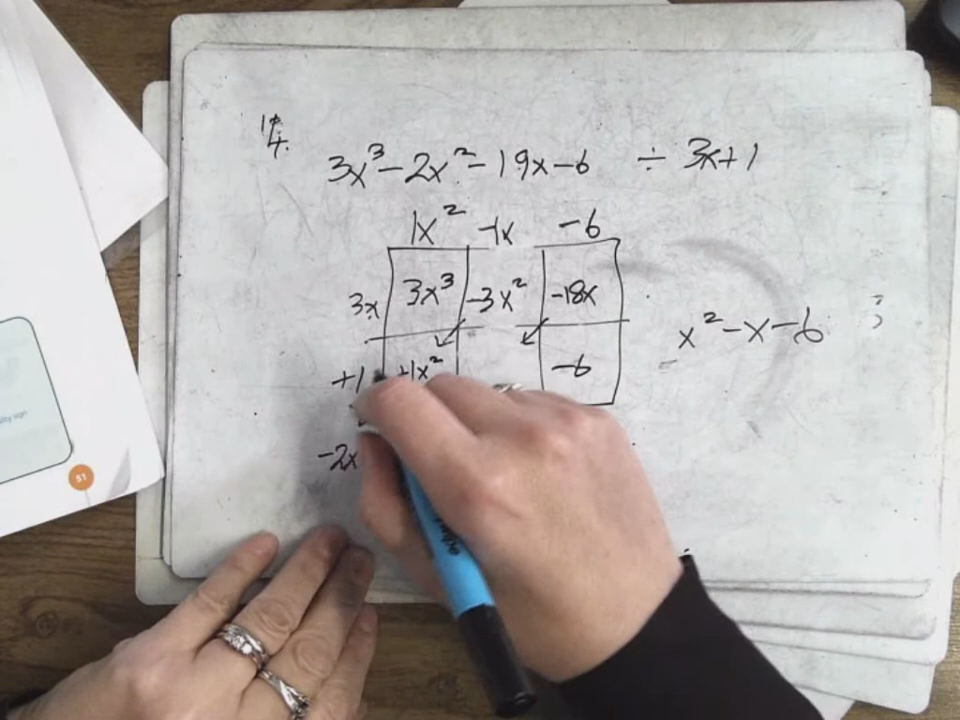 14.
3x³ - 2x² - 19x - 6 ÷ 3x+1
1x² -1x -6
3x 3x³ -3x² -18x
x² - x - 6
+1 +1x² -6
-2x
51